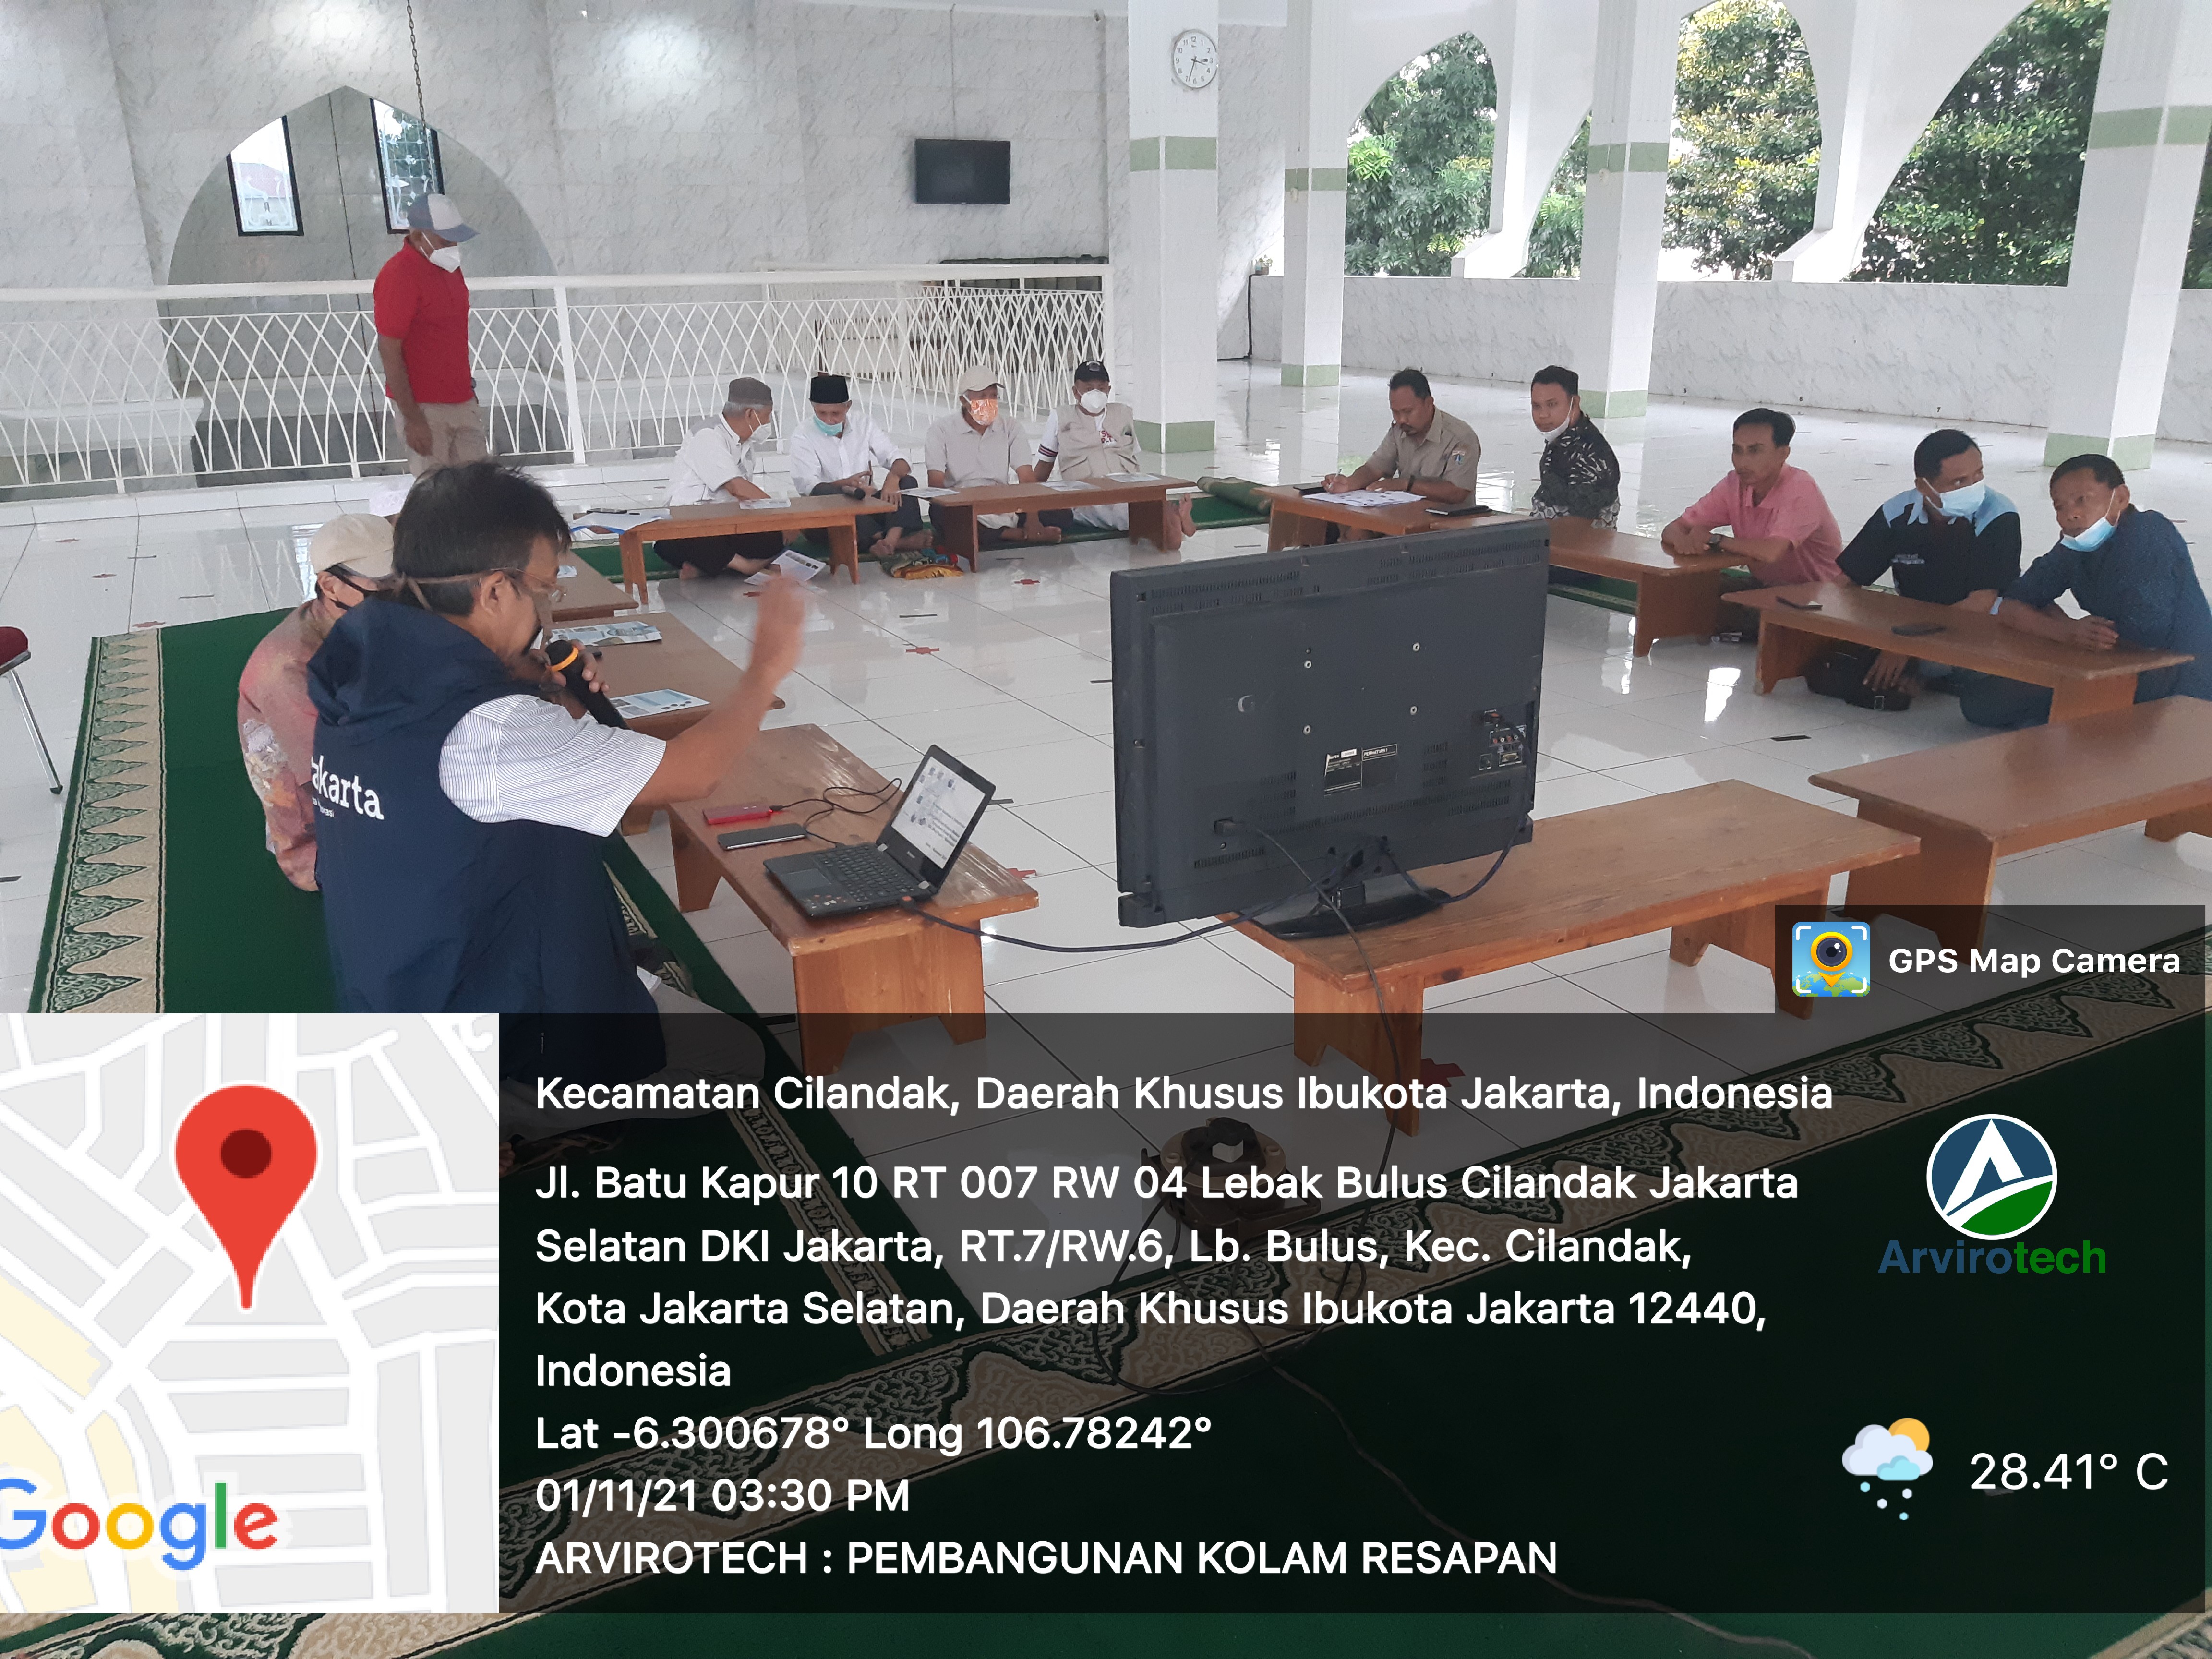 akarta
GPS Map Camera
Kecamatan Cilandak, Daerah Khusus Ibukota Jakarta, Indonesia
Jl. Batu Kapur 10 RT 007 RW 04 Lebak Bulus Cilandak Jakarta
Selatan DKI Jakarta, RT.7/RW.6, Lb. Bulus, Kec. Cilandak,
Kota Jakarta Selatan, Daerah Khusus Ibukota Jakarta 12440,
Indonesia
Lat -6.300678° Long 106.78242°
01/11/21 03:30 PM
ARVIROTECH : PEMBANGUNAN KOLAM RESAPAN
Arvirotech
28.41° C
Google